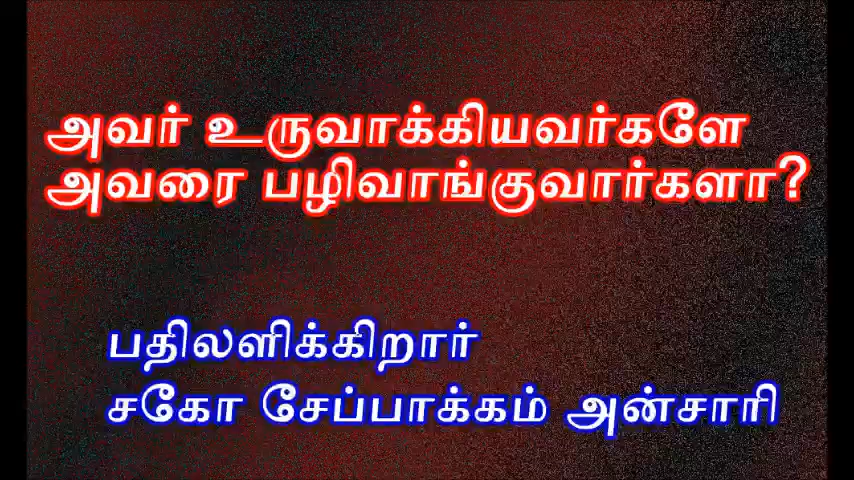 அவர் உருவாக்கியவர்களே
அவரை பழிவாங்குவார்களா?
பதிலளிக்கிறார்
சகோ சேப்பாக்கம் அன்சாரி